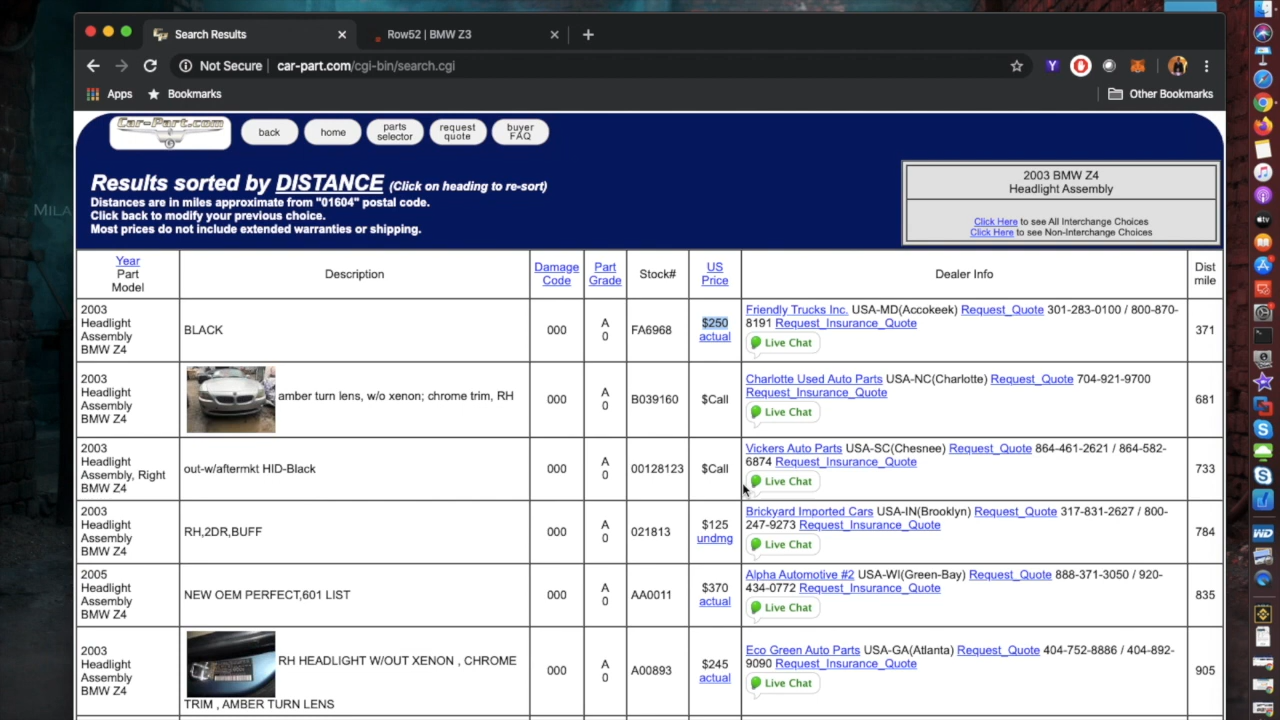 Search Results
Row52 | BMW Z3
Not Secure
car-part.com/cgi-bin/search.cgi
Apps
Bookmarks
Other Bookmarks
Car-Part.com
back
home
parts
selector
request
quote
buyer
FAQ
Results sorted by DISTANCE (Click on heading to re-sort)
Distances are in miles approximate from "01604" postal code.
Click back to modify your previous choice.
Most prices do not include extended warranties or shipping.
2003 BMW Z4
Headlight Assembly
Click Here to see All Interchange Choices
Click Here to see Non-Interchange Choices
Year
Part
Model
Description
Damage
Code
Part
Grade
Stock#
US
Price
Dealer Info
Dist
mile
2003
Headlight
Assembly
BMW Z4
BLACK
000
A
0
FA6968
$250
actual
Friendly Trucks Inc. USA-MD(Accokeek) Request_Quote 301-283-0100 / 800-870-
8191 Request_Insurance_Quote
Live Chat
371
2003
Headlight
Assembly
BMW Z4
amber turn lens, w/o xenon; chrome trim, RH
000
A
0
B039160
$Call
Charlotte Used Auto Parts USA-NC(Charlotte) Request_Quote 704-921-9700
Request_Insurance_Quote
Live Chat
681
2003
Headlight
Assembly, Right
BMW Z4
out-w/aftermkt HID-Black
000
A
0
00128123
$Call
Vickers Auto Parts USA-SC(Chesnee) Request_Quote 864-461-2621 / 864-582-
6874 Request_Insurance_Quote
Live Chat
733
2003
Headlight
Assembly
BMW Z4
RH,2DR,BUFF
000
A
0
021813
$125
undmg
Brickyard Imported Cars USA-IN(Brooklyn) Request_Quote 317-831-2627 / 800-
247-9273 Request_Insurance_Quote
Live Chat
784
2005
Headlight
Assembly
BMW Z4
NEW OEM PERFECT,601 LIST
000
A
0
AA0011
$370
actual
Alpha Automotive #2 USA-WI(Green-Bay) Request_Quote 888-371-3050 / 920-
434-0772 Request_Insurance_Quote
Live Chat
835
2003
Headlight
Assembly
BMW Z4
RH HEADLIGHT W/OUT XENON , CHROME
TRIM , AMBER TURN LENS
000
A
0
A00893
$245
actual
Eco Green Auto Parts USA-GA(Atlanta) Request_Quote 404-752-8886 / 404-892-
9090 Request_Insurance_Quote
Live Chat
905
MILA
tv
WD